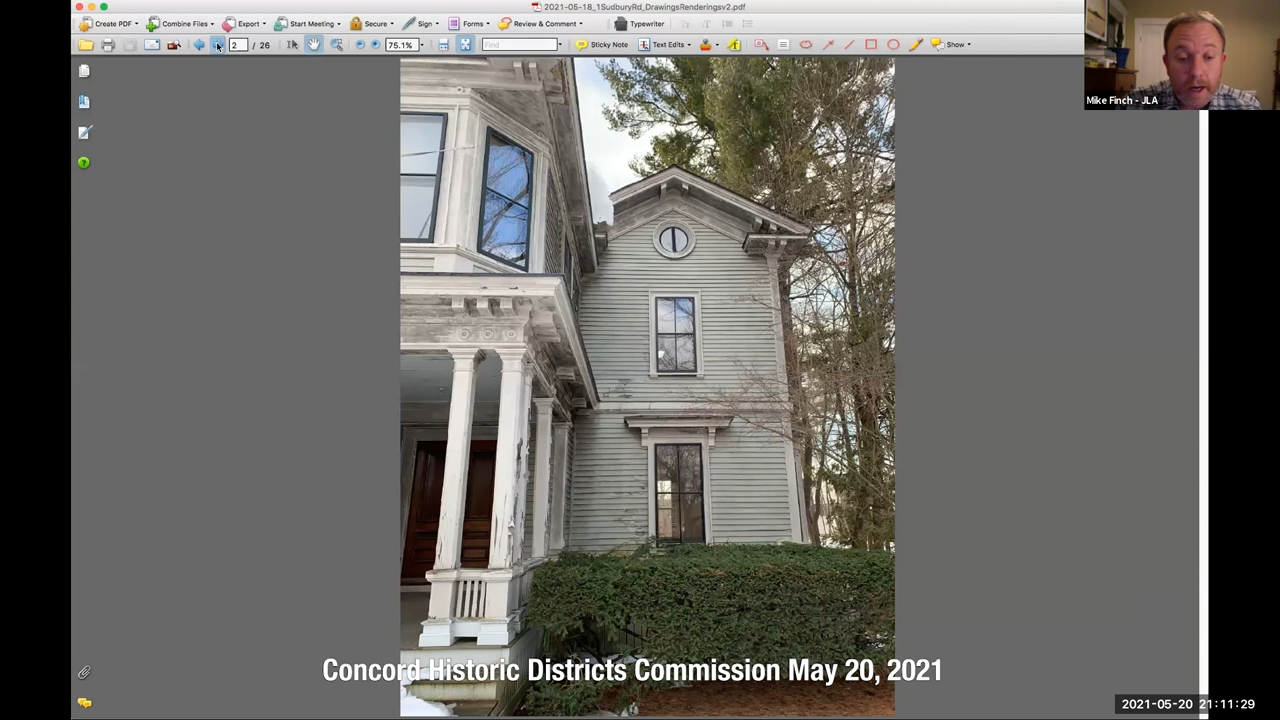 2021-05-18_1SudburyRd_DrawingsRenderingsv2.pdf
Create PDF Combine Files Export Start Meeting Secure Sign Forms Review & Comment Typewriter
2 / 26 75.1% Find Sticky Note Text Edits Show
Mike Finch - JLA
Concord Historic Districts Commission May 20, 2021
2021-05-20 21:11:29